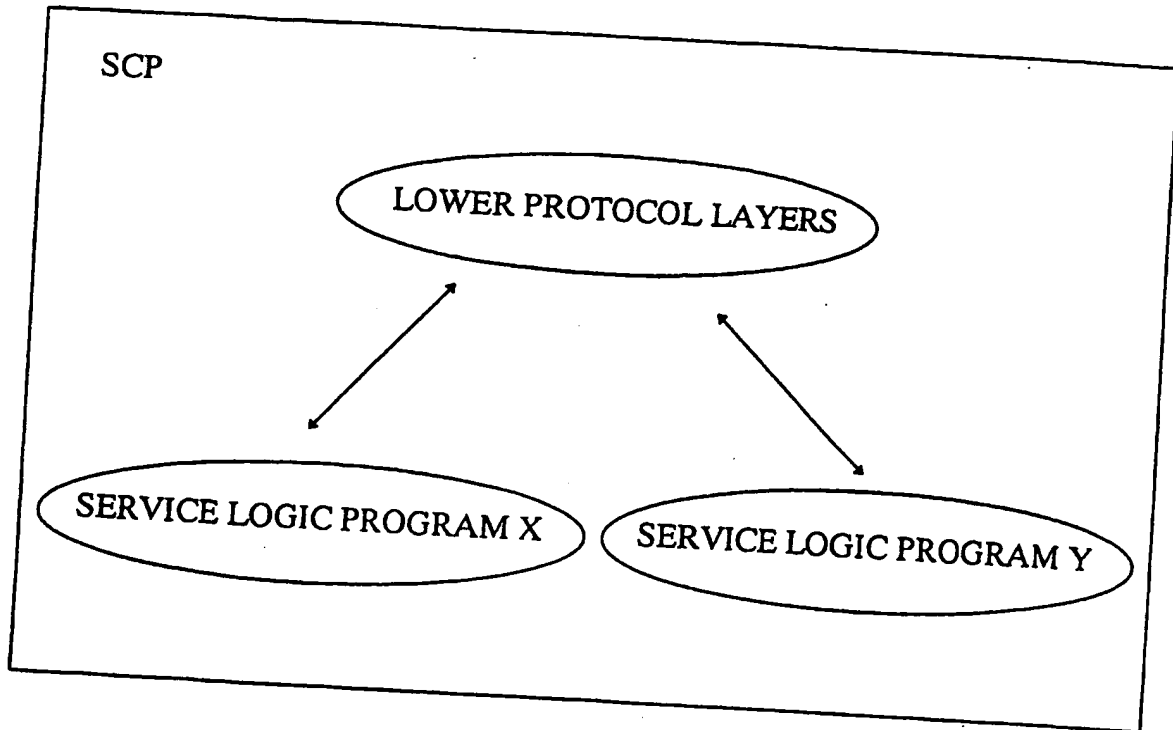 SCP
LOWER PROTOCOL LAYERS
SERVICE LOGIC PROGRAM X
SERVICE LOGIC PROGRAM Y